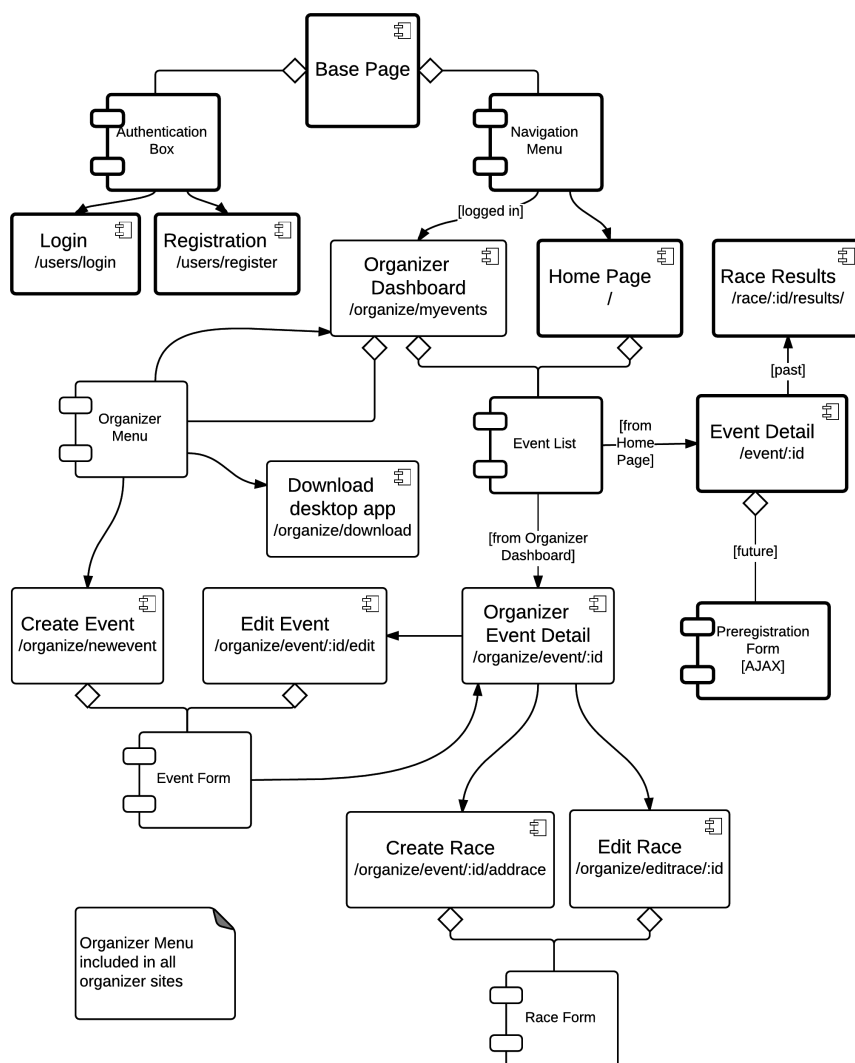 Base Page
Authentication
Box
Navigation
Menu
[logged in]
Login
/users/login
Registration
/users/register
Organizer
Dashboard
/organize/myevents
Home Page
/
Race Results
/race/:id/results/
[past]
Organizer
Menu
Event List
[from
Home
Page]
Event Detail
/event/:id
Download
desktop app
/organize/download
[from Organizer
Dashboard]
[future]
Create Event
/organize/newevent
Edit Event
/organize/event/:id/edit
Organizer
Event Detail
/organize/event/:id
Preregistration
Form
[AJAX]
Event Form
Create Race
/organize/event/:id/addrace
Edit Race
/organize/editrace/:id
Organizer Menu
included in all
organizer sites
Race Form